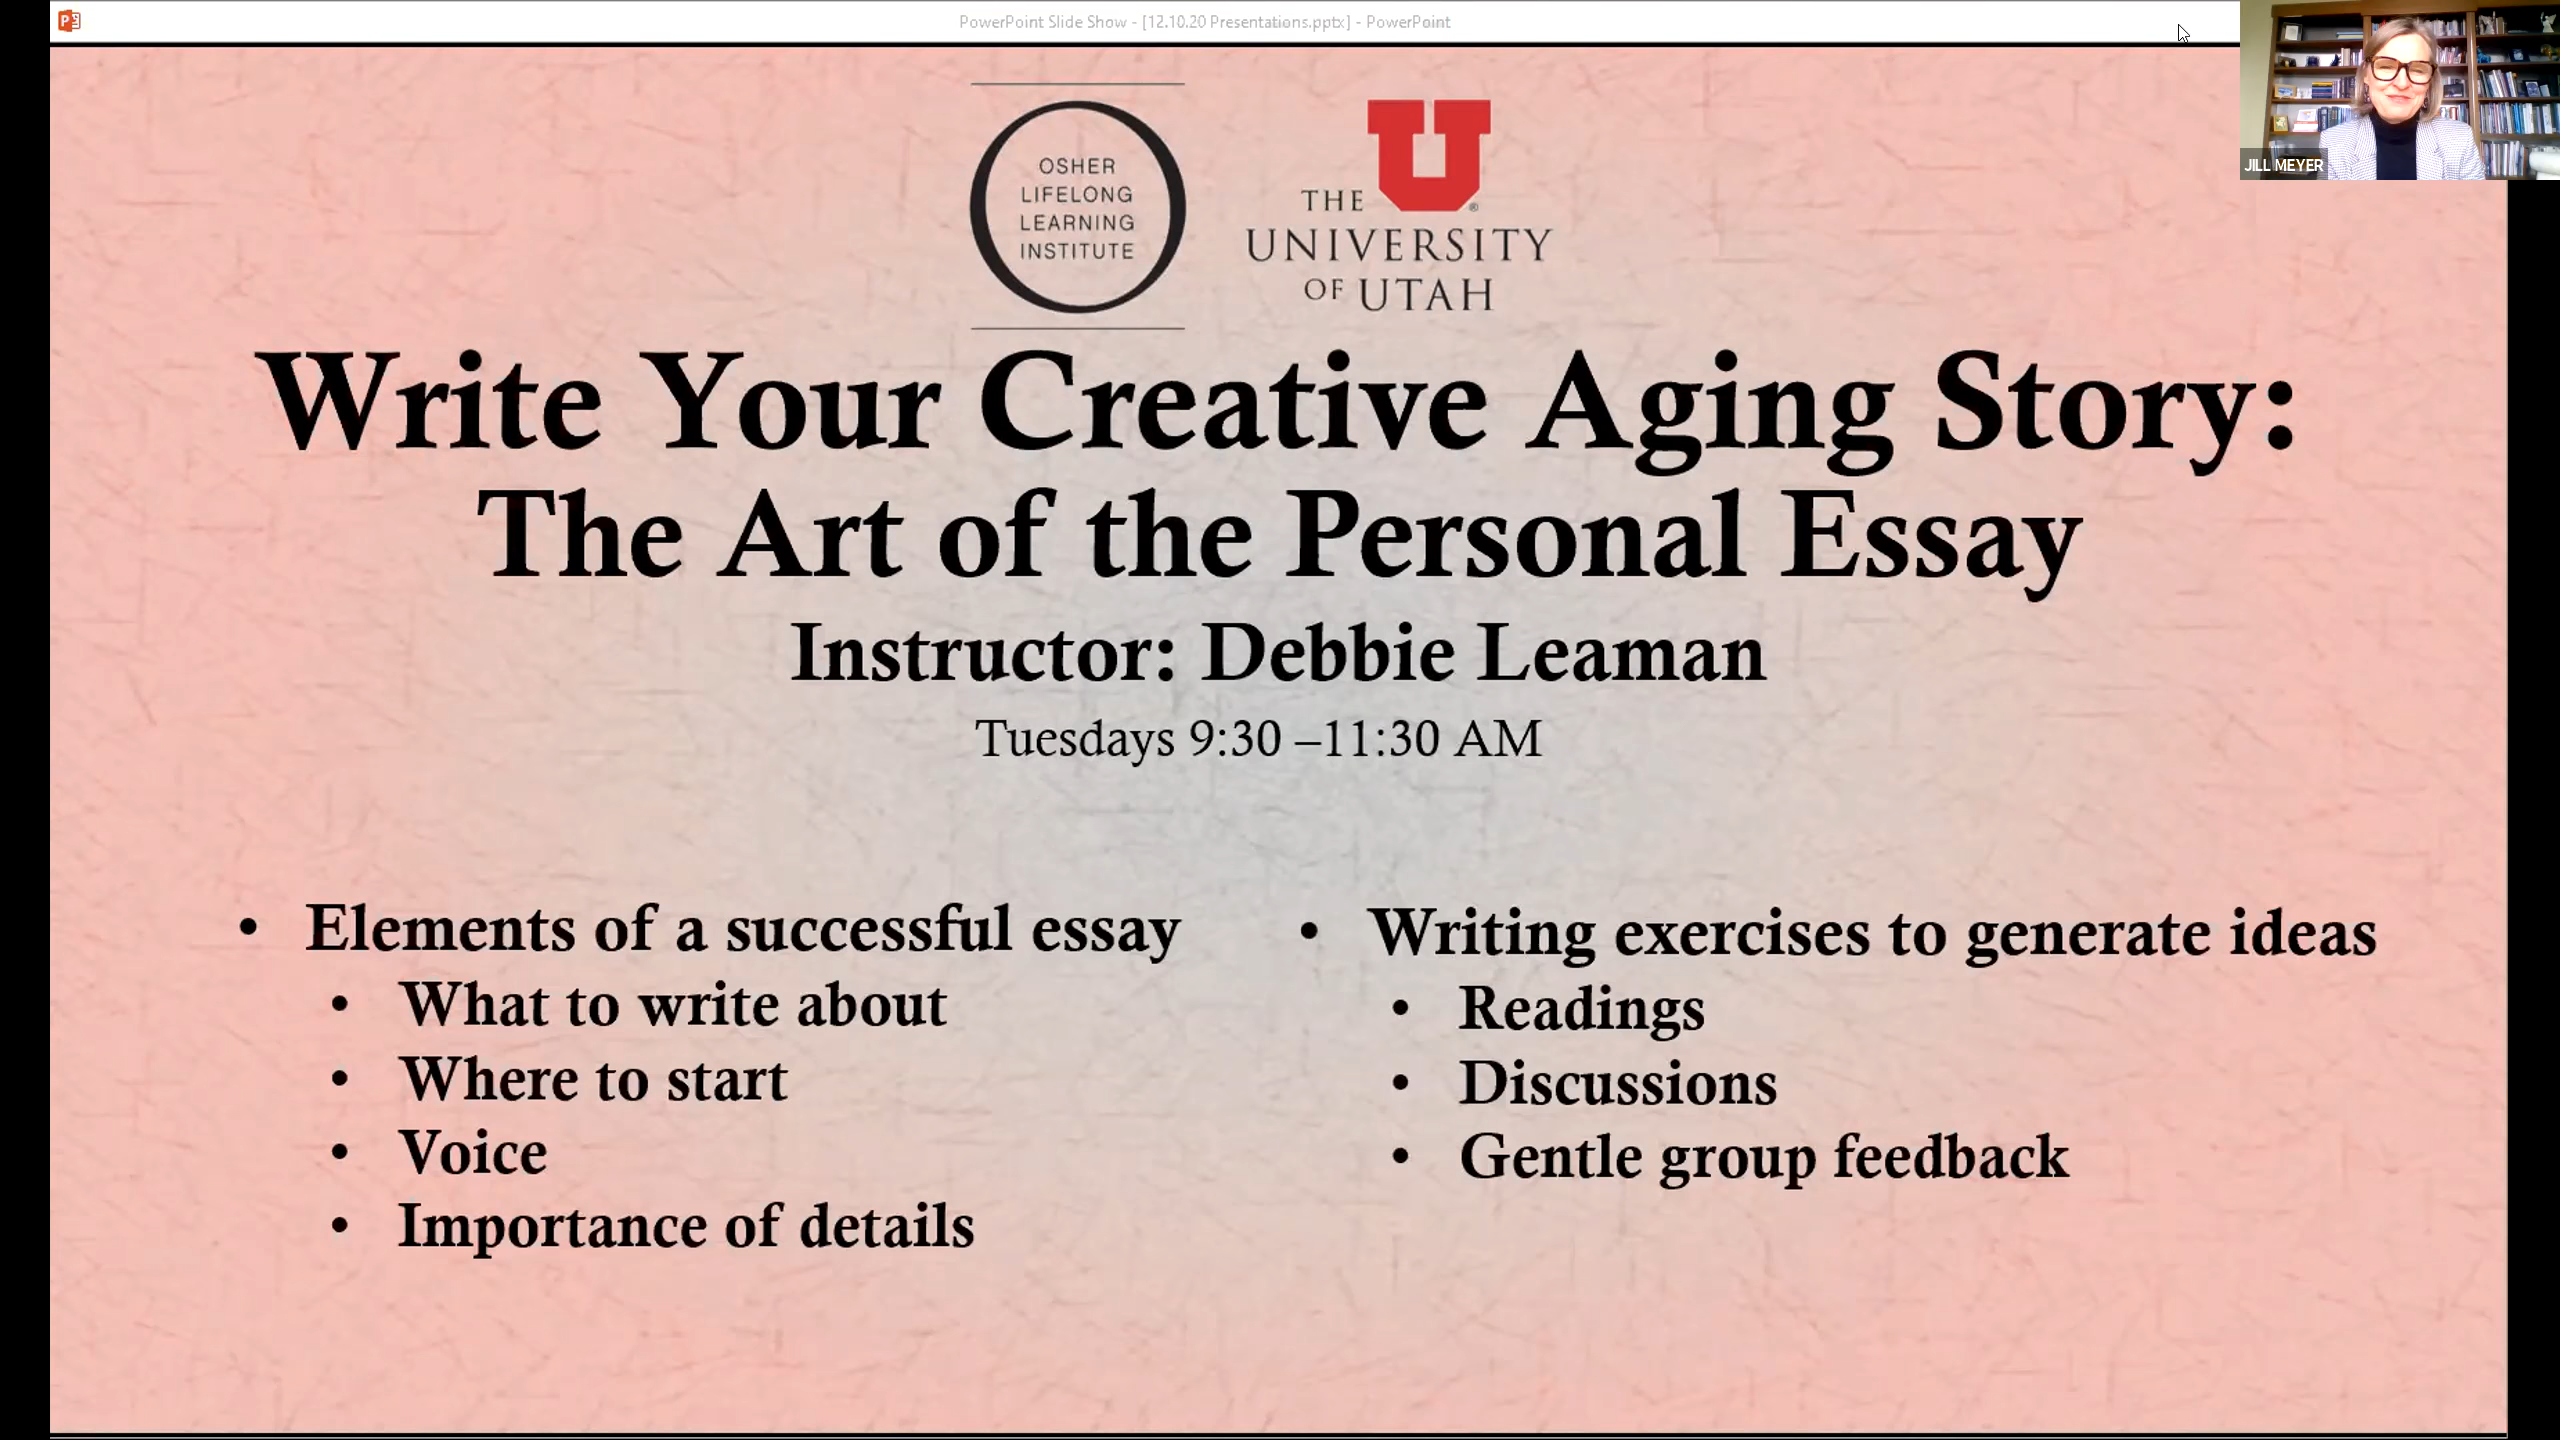 PowerPoint Slide Show - [12.10.20 Presentations.pptx] - PowerPoint
JILL MEYER
OSHER
LIFELONG
LEARNING
INSTITUTE
U
THE
UNIVERSITY
OF UTAH
Write Your Creative Aging Story:
The Art of the Personal Essay
Instructor: Debbie Leaman
Tuesdays 9:30 –11:30 AM
• Elements of a successful essay
• What to write about
• Where to start
• Voice
• Importance of details
• Writing exercises to generate ideas
• Readings
• Discussions
• Gentle group feedback